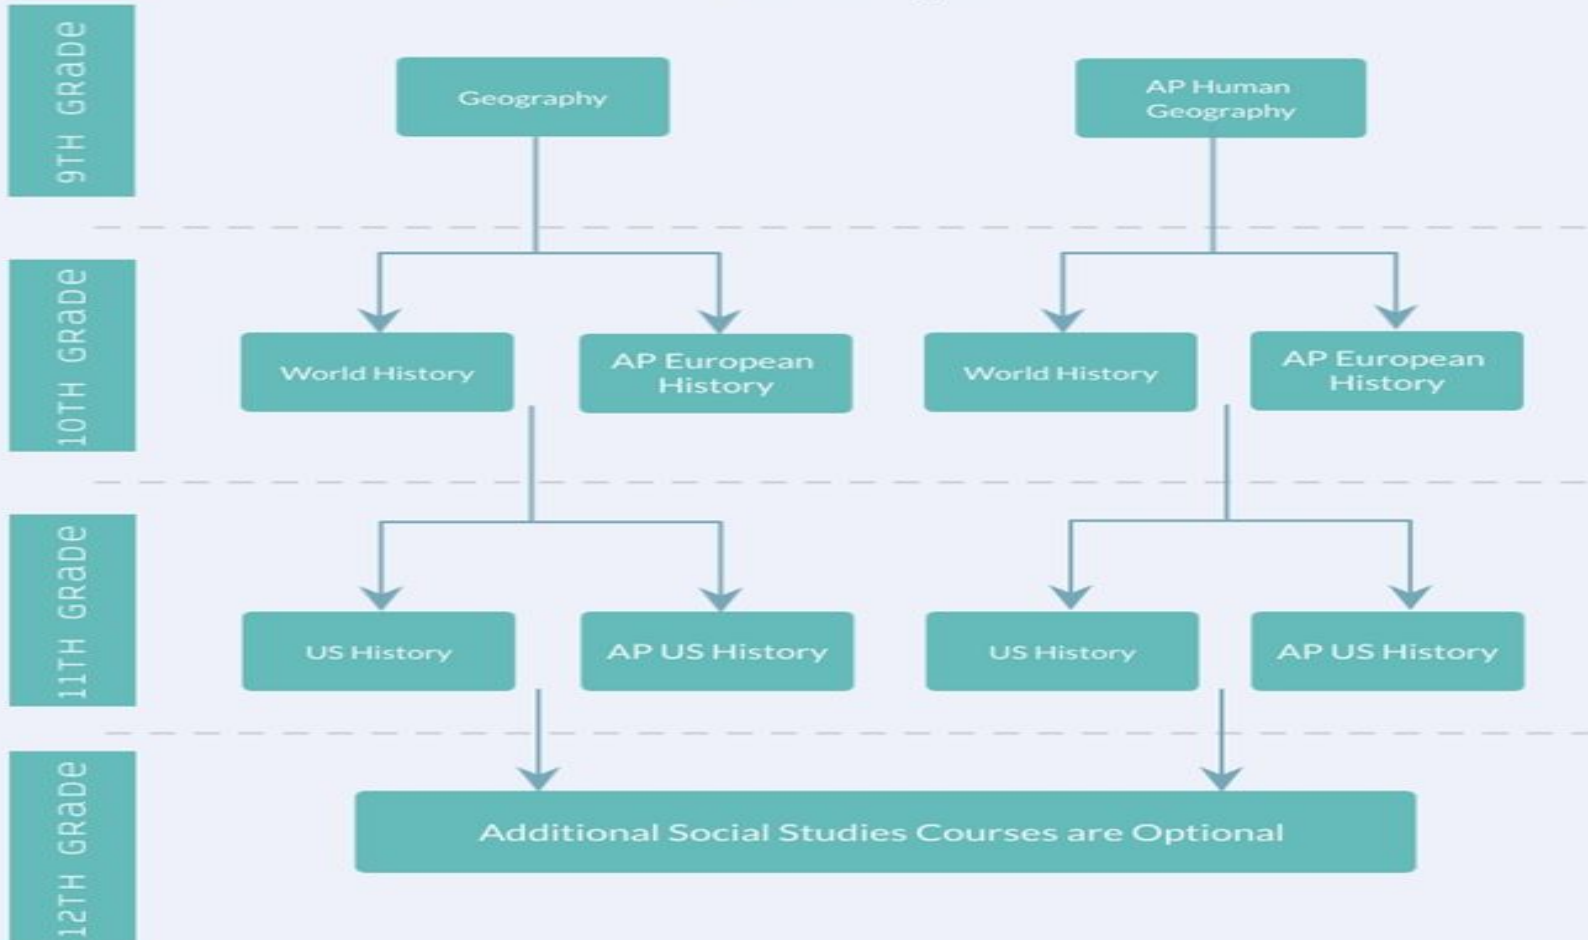 9TH GRADE
Geography
AP Human
Geography
10TH GRADE
World History
AP European
History
World History
AP European
History
11TH GRADE
US History
AP US History
US History
AP US History
12TH GRADE
Additional Social Studies Courses are Optional